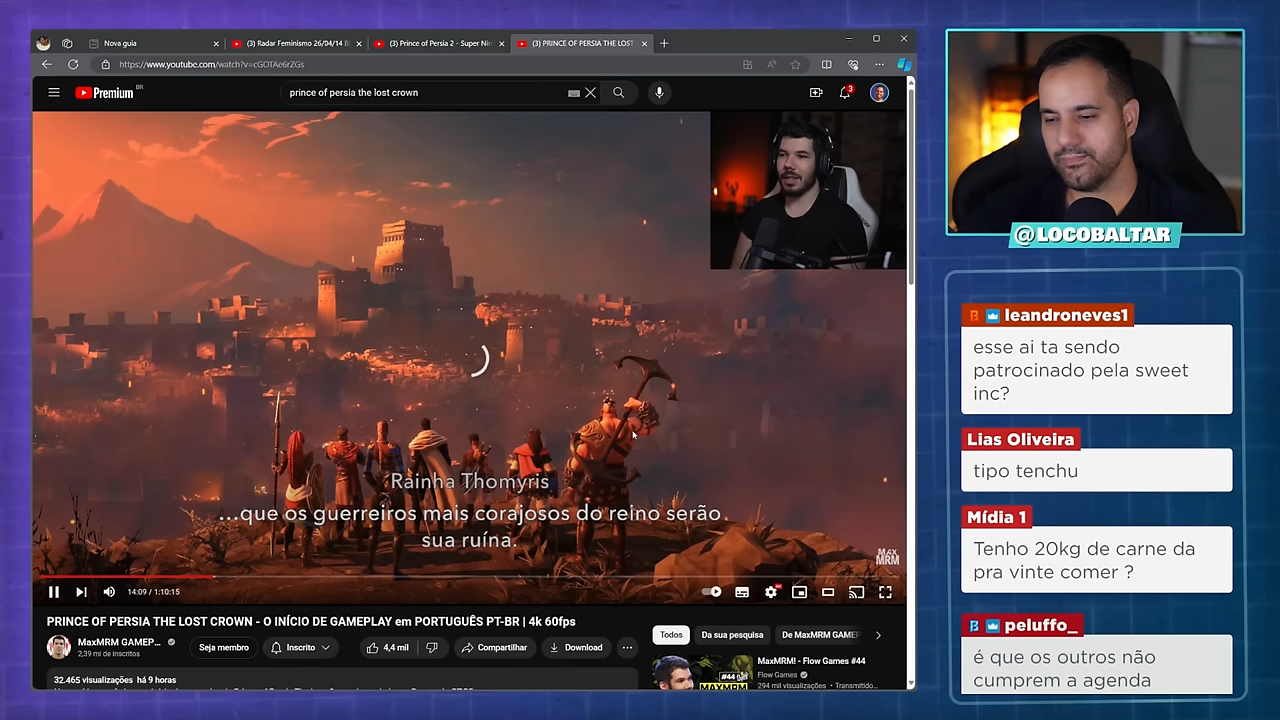 Nova guia
(3) Radar Feminismo 26/04/14
(3) Prince of Persia 2 - Super Nin
(3) PRINCE OF PERSIA THE LOST
https://www.youtube.com/watch?v=cGOTAe6rZGs
Premium BR
prince of persia the lost crown
3
Rainha Thomyris
...que os guerreiros mais corajosos do reino serão
sua ruína.
MAX
MRM
14:09 / 1:10:15
PRINCE OF PERSIA THE LOST CROWN - O INÍCIO DE GAMEPLAY em PORTUGUÊS PT-BR | 4k 60fps
MaxMRM GAMEP...
2,39 mi de inscritos
Seja membro
Inscrito
4,4 mil
Compartilhar
Download
32.465 visualizações há 9 horas
Todos
Da sua pesquisa
De MaxMRM GAMEP
#44
MAXMRM
MaxMRM! - Flow Games #44
Flow Games
294 mil visualizações • Transmitido...
@LOCOBALTAR
leandroneves1
esse ai ta sendo
patrocinado pela sweet
inc?
Lias Oliveira
tipo tenchu
Mídia 1
Tenho 20kg de carne da
pra vinte comer ?
peluffo_
é que os outros não
cumprem a agenda